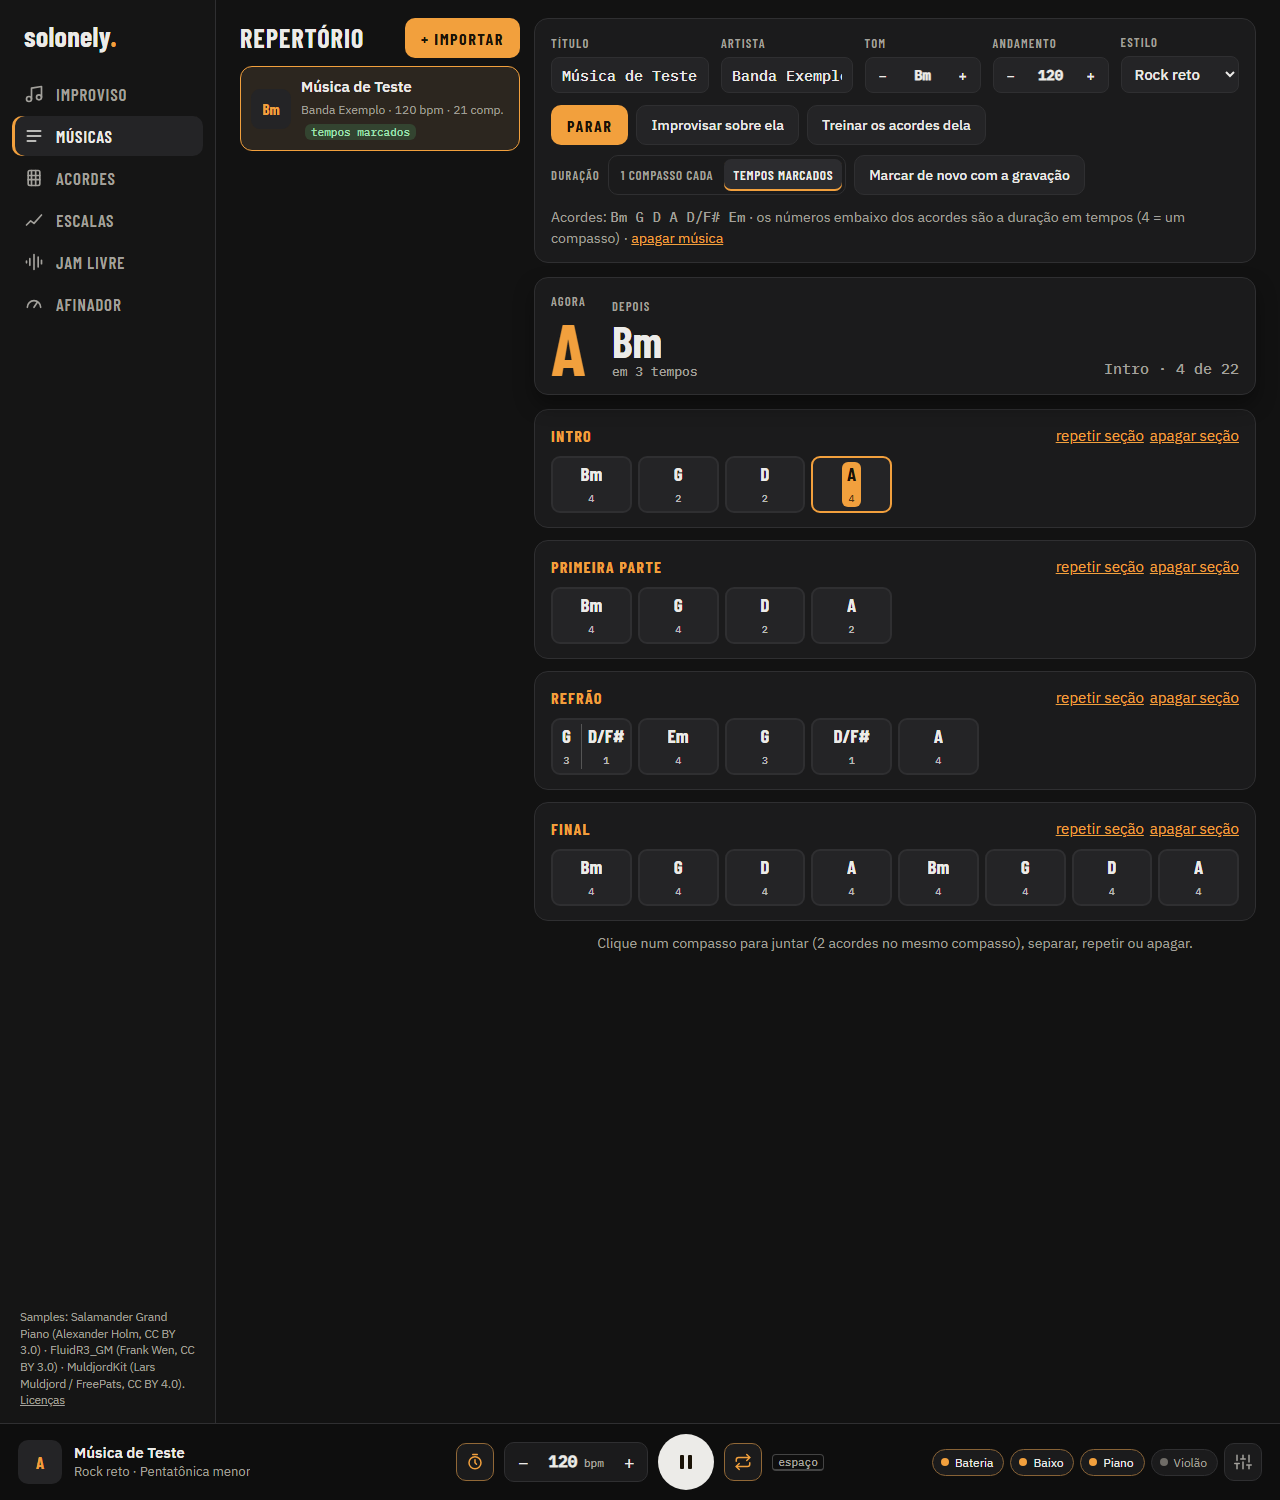 solonely.
IMPROVISO
MÚSICAS
ACORDES
ESCALAS
JAM LIVRE
AFINADOR
Samples: Salamander Grand
Piano (Alexander Holm, CC BY
3.0) · FluidR3_GM (Frank Wen, CC
BY 3.0) · MuldjordKit (Lars
Muldjord / FreePats, CC BY 4.0).
Licenças
REPERTÓRIO
+ IMPORTAR
Bm
Música de Teste
Banda Exemplo · 120 bpm · 21 comp.
tempos marcados
TÍTULO ARTISTA TOM ANDAMENTO ESTILO
Música de Teste Banda Exempl − Bm + − 120 + Rock reto
PARAR Improvisar sobre ela Treinar os acordes dela
DURAÇÃO 1 COMPASSO CADA TEMPOS MARCADOS Marcar de novo com a gravação
Acordes: Bm G D A D/F# Em · os números embaixo dos acordes são a duração em tempos (4 = um
compasso) · apagar música
AGORA DEPOIS
A Bm
em 3 tempos
Intro · 4 de 22
INTRO repetir seção apagar seção
Bm G D A
4 2 2 4
PRIMEIRA PARTE repetir seção apagar seção
Bm G D A
4 4 2 2
REFRÃO repetir seção apagar seção
G D/F# Em G D/F# A
3 1 4 3 1 4
FINAL repetir seção apagar seção
Bm G D A Bm G D A
4 4 4 4 4 4 4 4
Clique num compasso para juntar (2 acordes no mesmo compasso), separar, repetir ou apagar.
A
Música de Teste
Rock reto · Pentatônica menor
− 120 bpm + espaço
Bateria Baixo Piano Violão